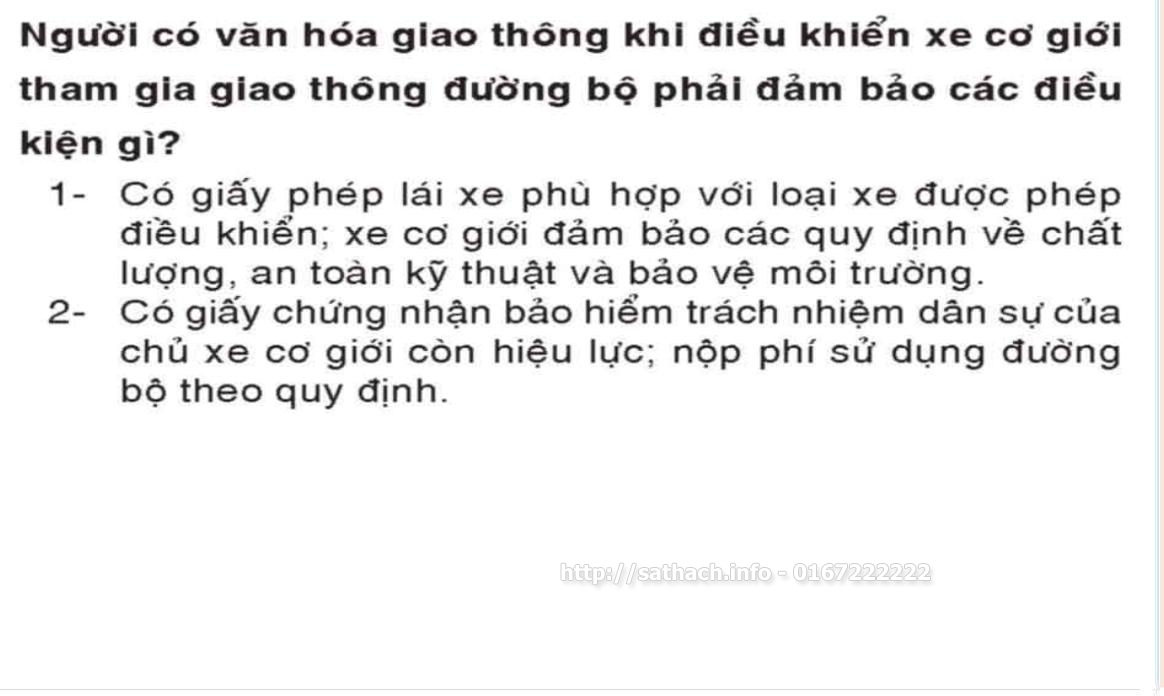 Người có văn hóa giao thông khi điều khiển xe cơ giới
tham gia giao thông đường bộ phải đảm bảo các điều
kiện gì?
1- Có giấy phép lái xe phù hợp với loại xe được phép
điều khiển; xe cơ giới đảm bảo các quy định về chất
lượng, an toàn kỹ thuật và bảo vệ môi trường.
2- Có giấy chứng nhận bảo hiểm trách nhiệm dân sự của
chủ xe cơ giới còn hiệu lực; nộp phí sử dụng đường
bộ theo quy định.
http://sathach.info - 0167222222